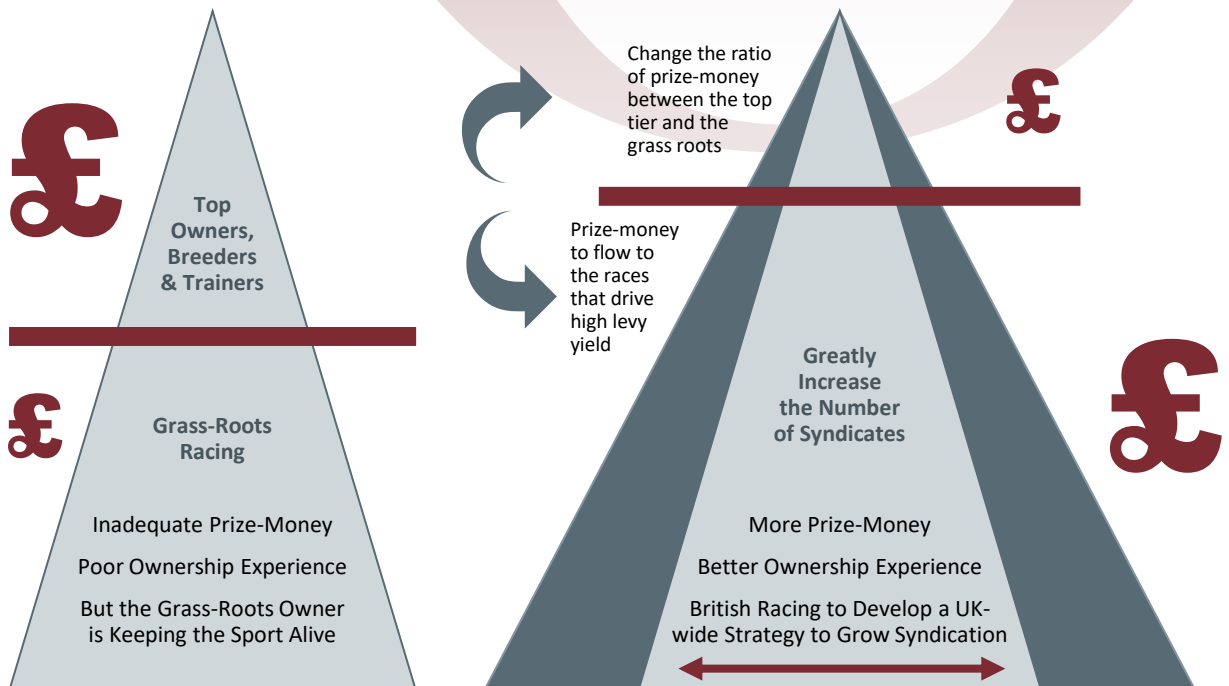 £
Top
Owners,
Breeders
& Trainers
£
Grass-Roots
Racing
Inadequate Prize-Money
Poor Ownership Experience
But the Grass-Roots Owner
is Keeping the Sport Alive
Change the ratio
of prize-money
between the top
tier and the
grass roots
£
Prize-money
to flow to
the races
that drive
high levy
yield
Greatly
Increase
the Number
of Syndicates
£
More Prize-Money
Better Ownership Experience
British Racing to Develop a UK-
wide Strategy to Grow Syndication